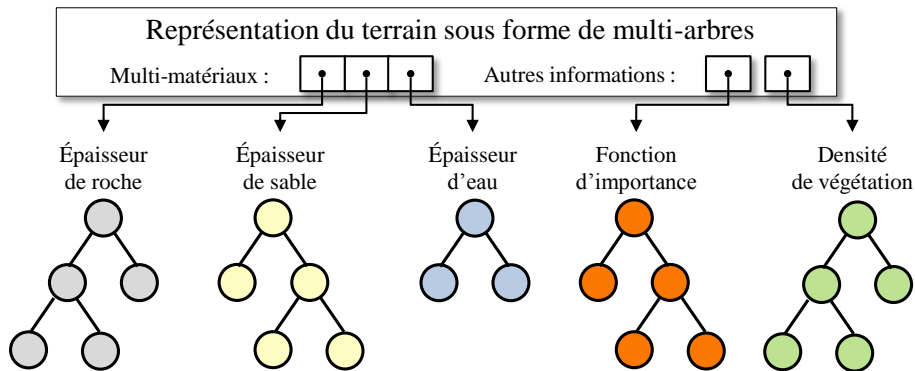 Représentation du terrain sous forme de multi-arbres
Multi-matériaux :
Autres informations :
Épaisseur
de roche
Épaisseur
de sable
Épaisseur
d’eau
Fonction
d’importance
Densité
de végétation